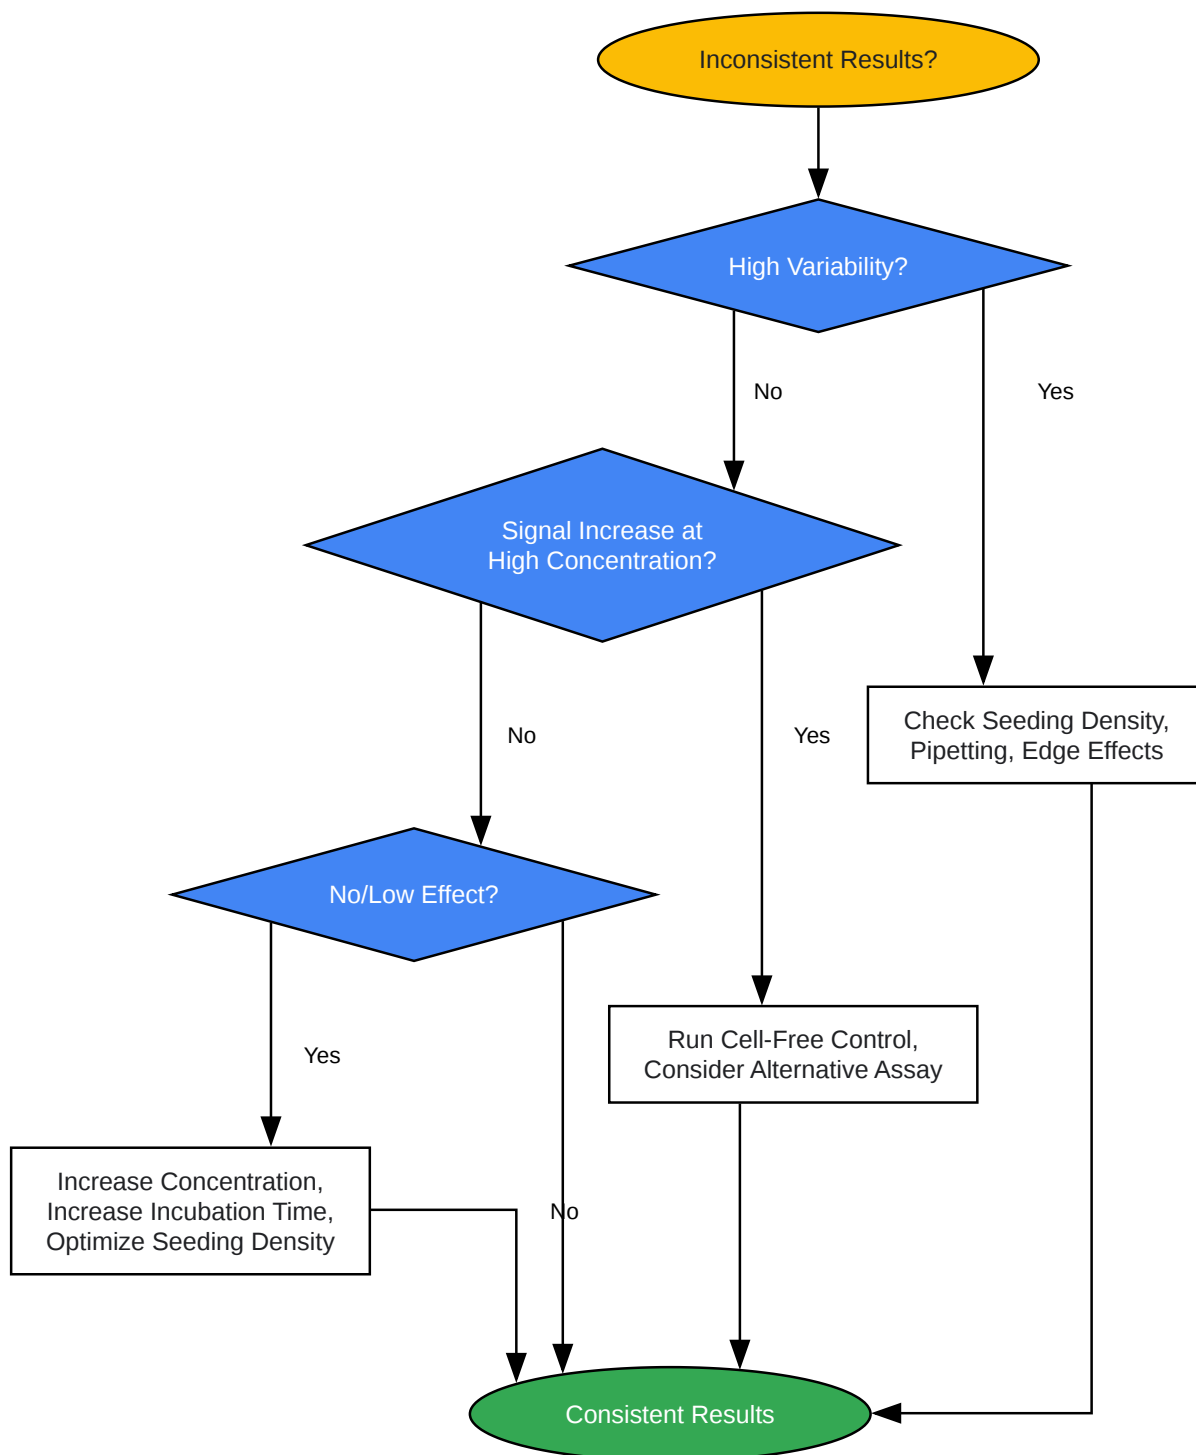 Inconsistent Results?
High Variability?
No
Yes
Signal Increase at
High Concentration?
No
Yes
Check Seeding Density,
Pipetting, Edge Effects
No/Low Effect?
Yes
Run Cell-Free Control,
Consider Alternative Assay
Increase Concentration,
Increase Incubation Time,
Optimize Seeding Density
No
Consistent Results